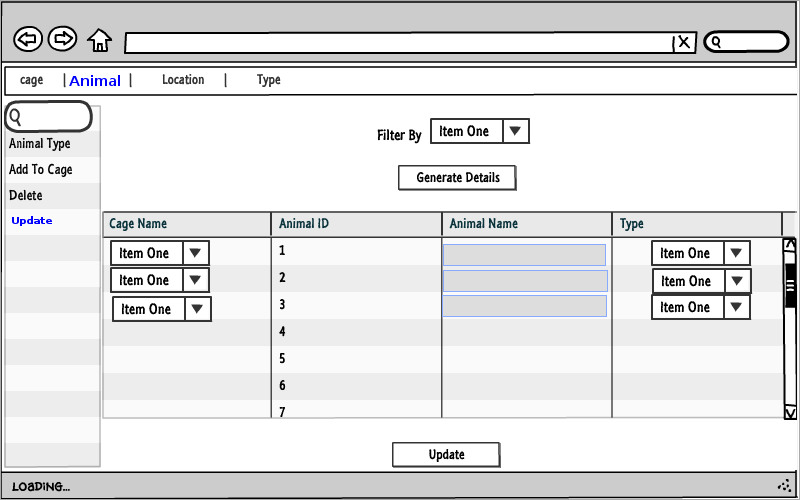 X
cage | Animal | Location | Type
Animal Type
Add To Cage
Delete
Update
Filter By Item One
Generate Details
Cage Name Animal ID Animal Name Type
Item One 1 Item One
Item One 2 Item One
Item One 3 Item One
4
5
6
7
Update
LOADING...